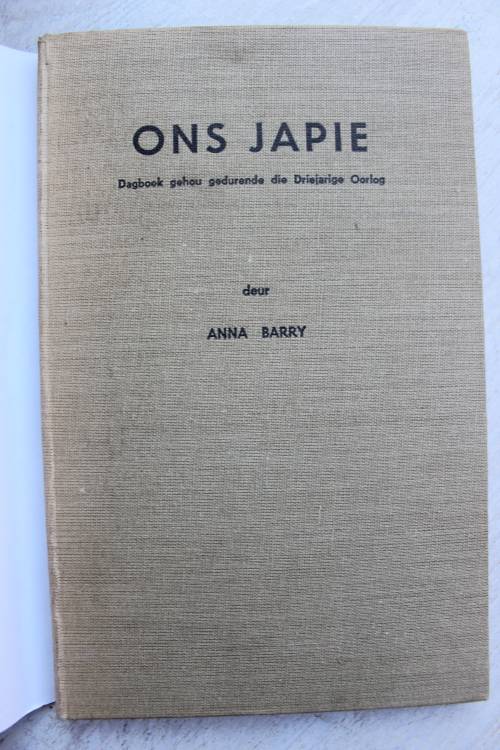 ONS JAPIE
Dagboek gehou gedurende die Driejarige Oorlog
deur
ANNA BARRY